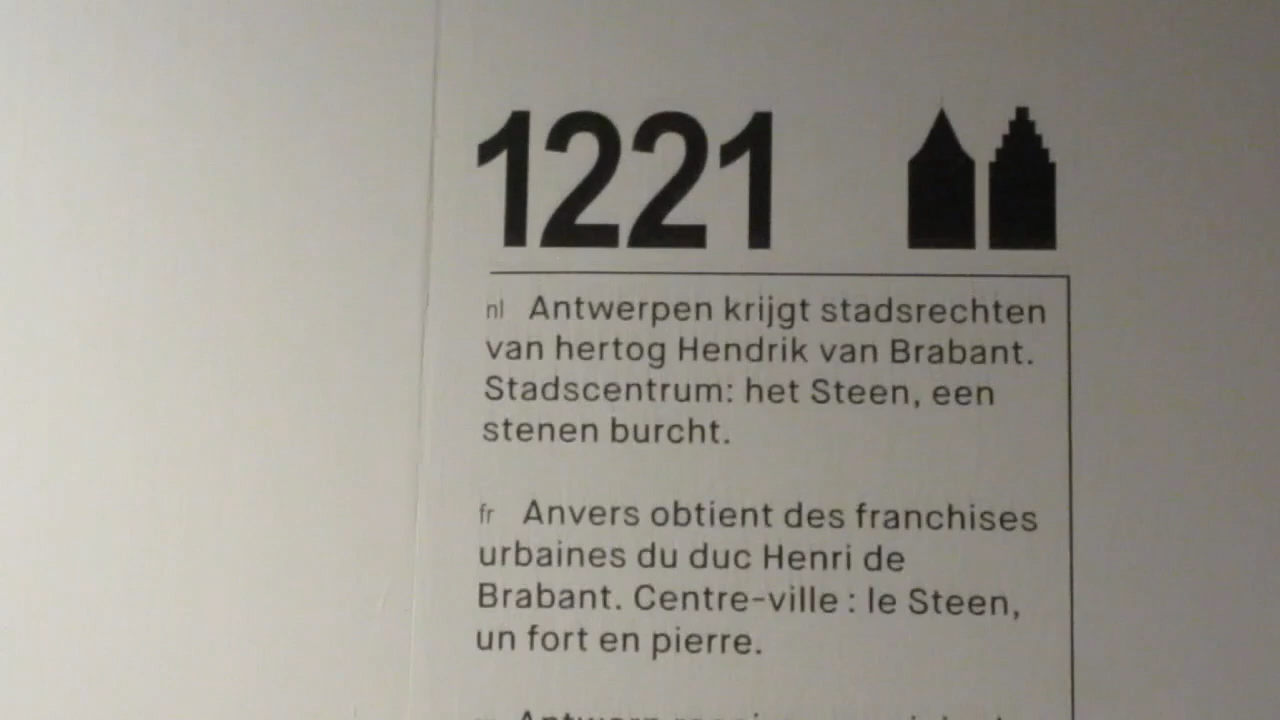 1221
nl Antwerpen krijgt stadsrechten
van hertog Hendrik van Brabant.
Stadscentrum: het Steen, een
stenen burcht.
fr Anvers obtient des franchises
urbaines du duc Henri de
Brabant. Centre-ville : le Steen,
un fort en pierre.